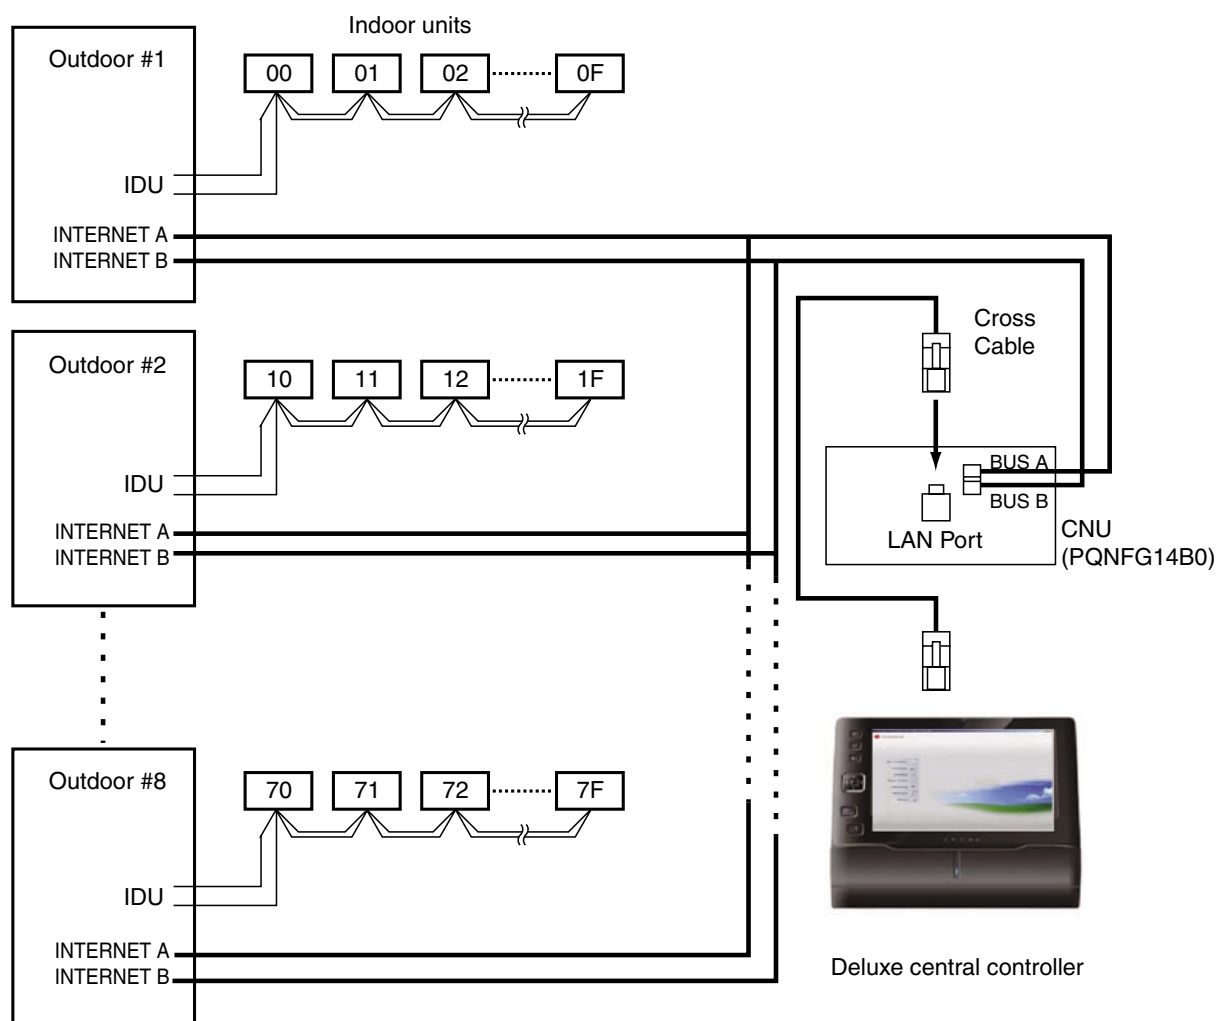 Indoor units
Outdoor #1
00
01
02
0F
IDU
INTERNET A
INTERNET B
Outdoor #2
10
11
12
1F
IDU
INTERNET A
INTERNET B
Cross
Cable
BUS A
BUS B
LAN Port
CNU
(PQNFG14B0)
Outdoor #8
70
71
72
7F
IDU
INTERNET A
INTERNET B
Deluxe central controller